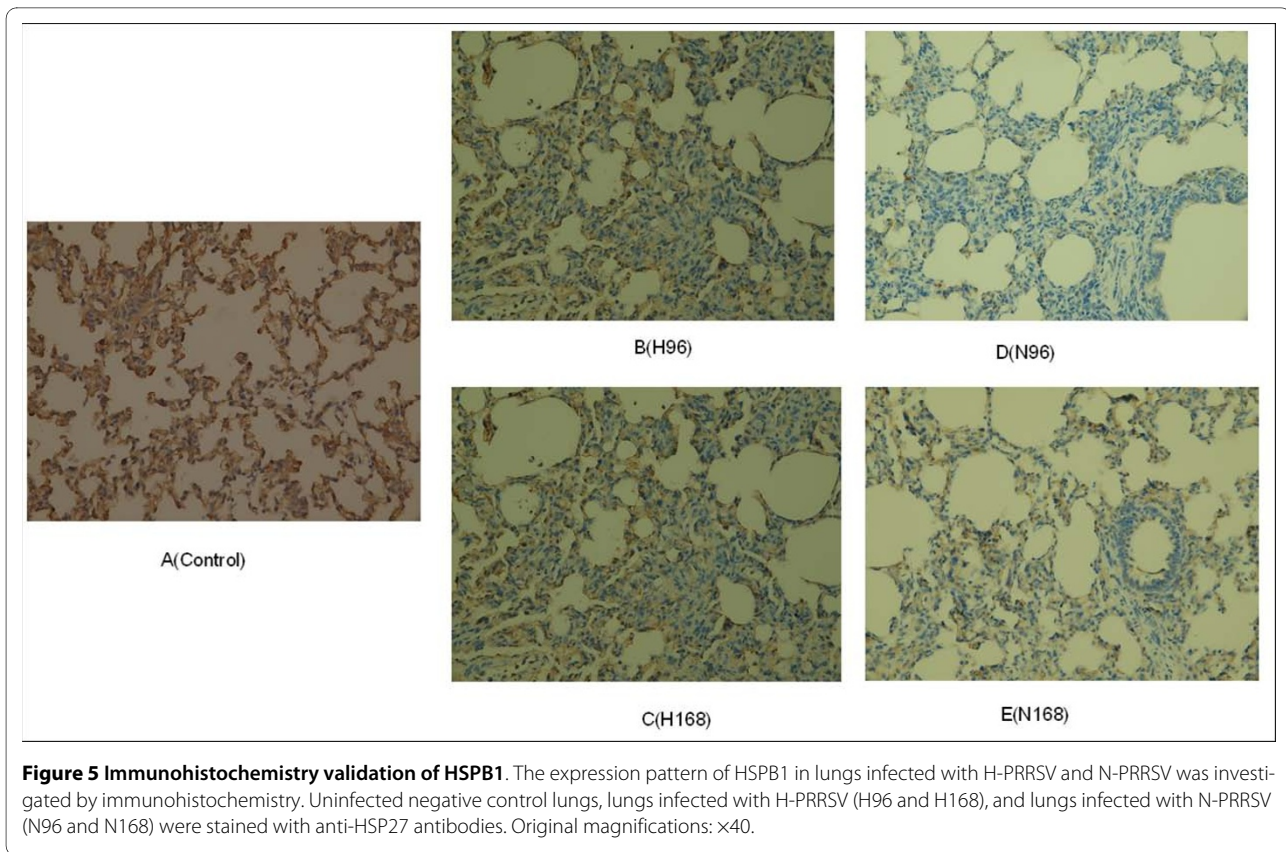 B(H96)
D(N96)
A(Control)
C(H168)
E(N168)
Figure 5 Immunohistochemistry validation of HSPB1. The expression pattern of HSPB1 in lungs infected with H-PRRSV and N-PRRSV was investi-
gated by immunohistochemistry. Uninfected negative control lungs, lungs infected with H-PRRSV (H96 and H168), and lungs infected with N-PRRSV
(N96 and N168) were stained with anti-HSP27 antibodies. Original magnifications: ×40.